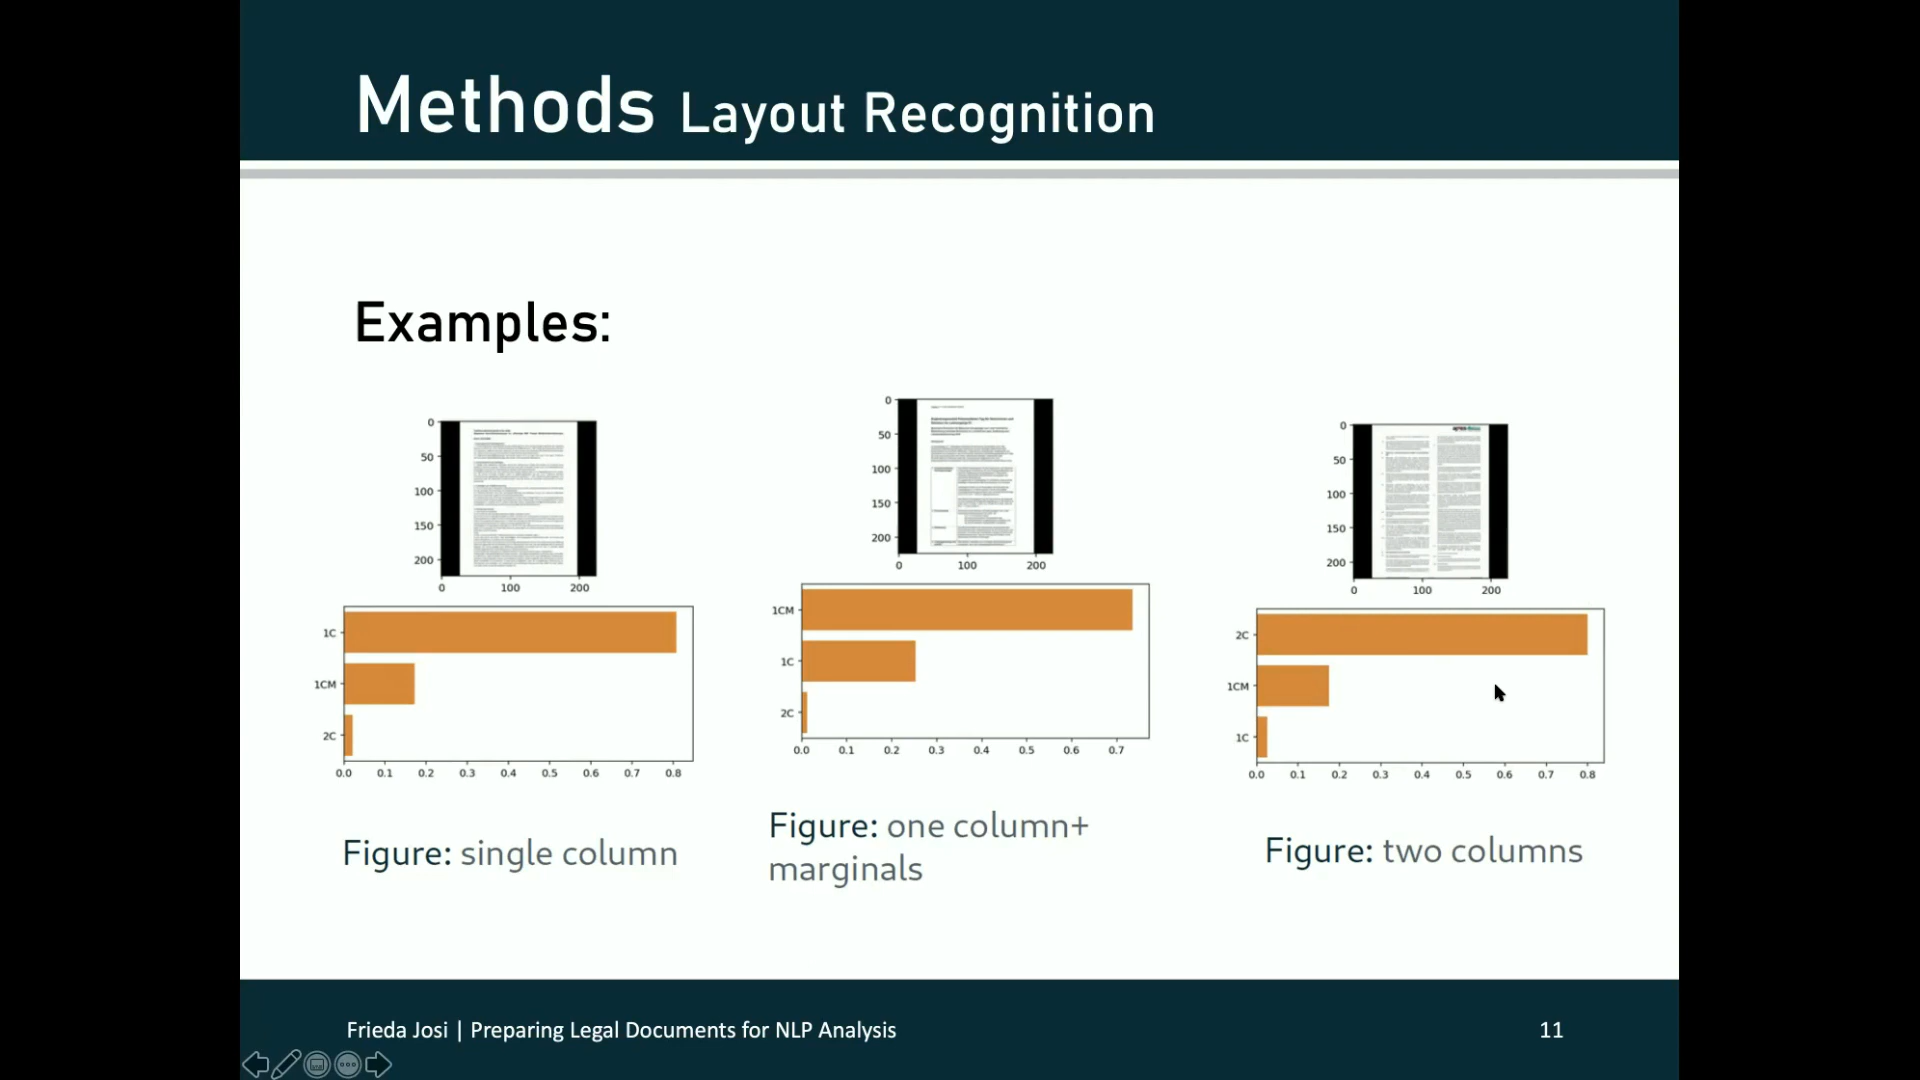 Methods Layout Recognition
Examples:
0
50
100
150
200
0 100 200
1C
1CM
2C
0.0 0.1 0.2 0.3 0.4 0.5 0.6 0.7 0.8
Figure: single column
0
50
100
150
200
0 100 200
1CM
1C
2C
0.0 0.1 0.2 0.3 0.4 0.5 0.6 0.7
Figure: one column+
marginals
0
50
100
150
200
0 100 200
2C
1CM
1C
0.0 0.1 0.2 0.3 0.4 0.5 0.6 0.7 0.8
Figure: two columns
Frieda Josi | Preparing Legal Documents for NLP Analysis
11